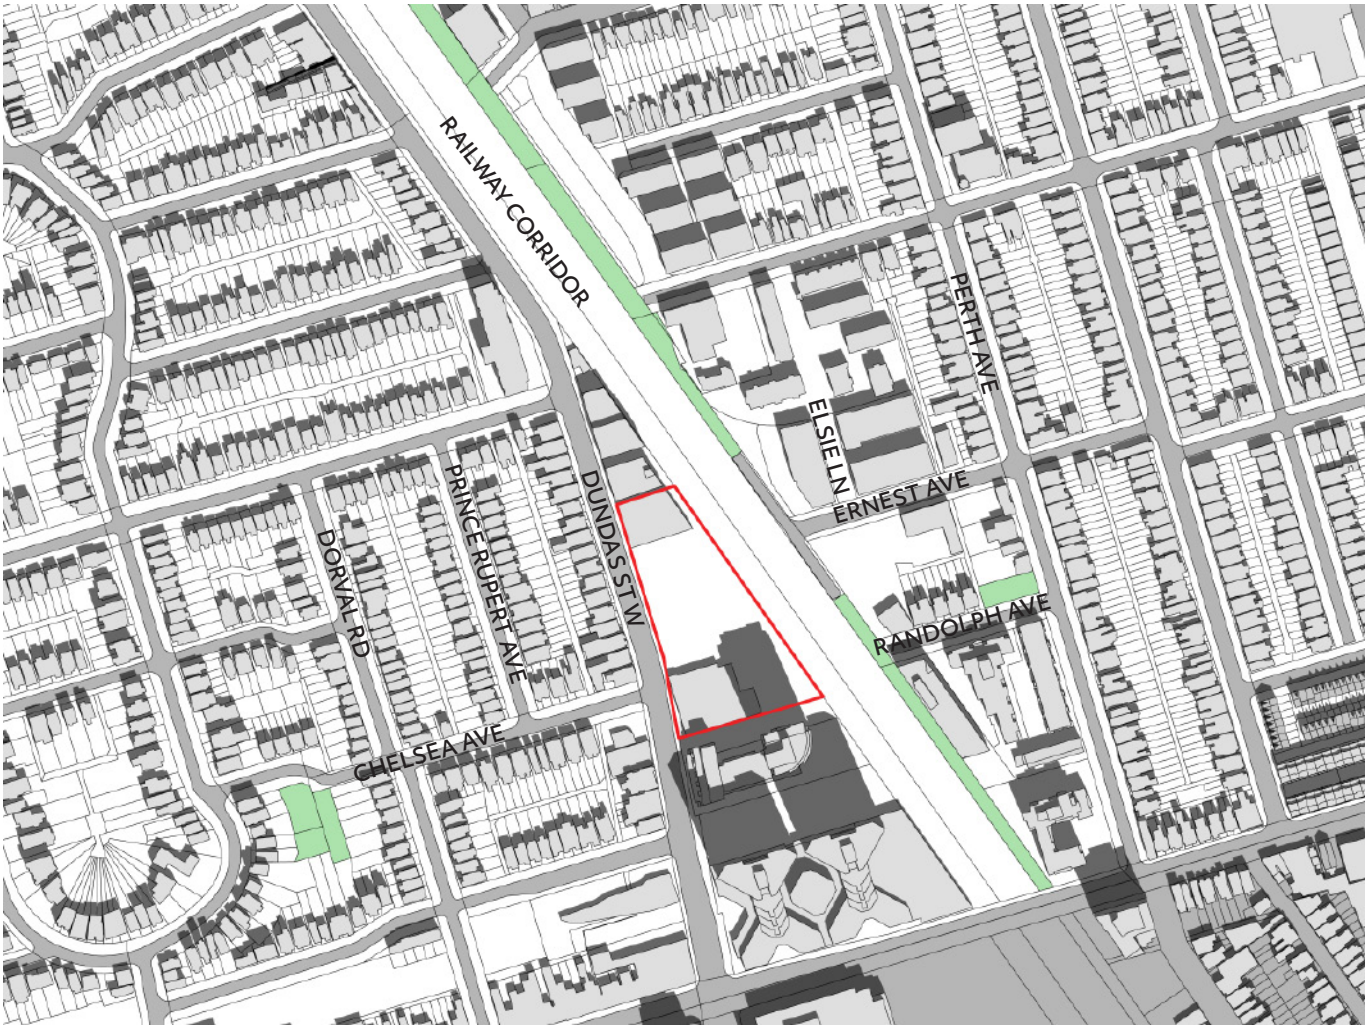 RAILWAY CORRIDOR
PERTH AVE
ELSIE LN
ERNEST AVE
PRINCE RUPERT AVE
DUNDAS ST W
DORVAL RD
RANDOLPH AVE
CHELSEA AVE